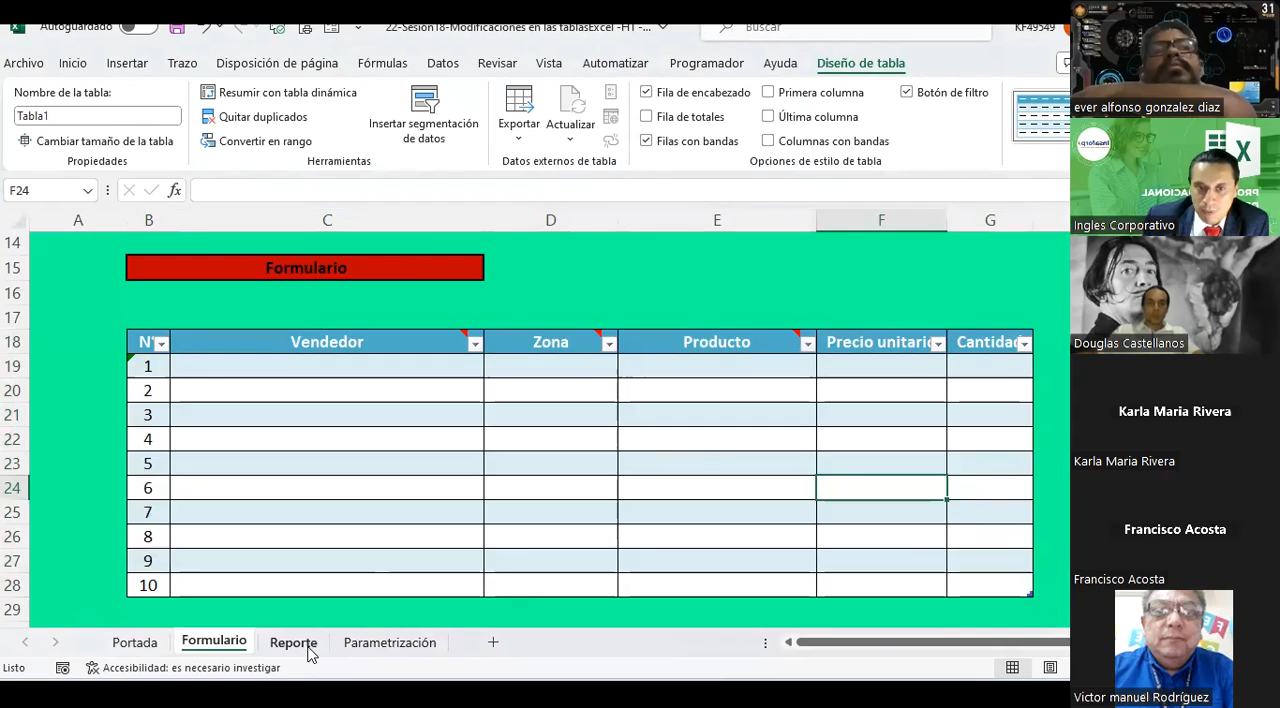 Autoguardado
22-Sesion18-Modificaciones en las tablasExcel -HT -
Buscar
KF49549
Archivo Inicio Insertar Trazo Disposición de página Fórmulas Datos Revisar Vista Automatizar Programador Ayuda Diseño de tabla
Nombre de la tabla:
Tabla1
Cambiar tamaño de la tabla
Propiedades
Resumir con tabla dinámica
Quitar duplicados
Convertir en rango
Insertar segmentación
de datos
Herramientas
Exportar
Actualizar
Datos externos de tabla
Fila de encabezado
Fila de totales
Filas con bandas
Primera columna
Última columna
Columnas con bandas
Botón de filtro
Opciones de estilo de tabla
F24
fx
A B C D E F G
14
15 Formulario
16
17
18 N° Vendedor Zona Producto Precio unitario Cantidad
19 1
20 2
21 3
22 4
23 5
24 6
25 7
26 8
27 9
28 10
29
Portada Formulario Reporte Parametrización +
Listo
Accesibilidad: es necesario investigar
31
ever alfonso gonzalez diaz
X
Ingles Corporativo
Douglas Castellanos
Karla Maria Rivera
Karla Maria Rivera
Francisco Acosta
Francisco Acosta
Victor manuel Rodríguez